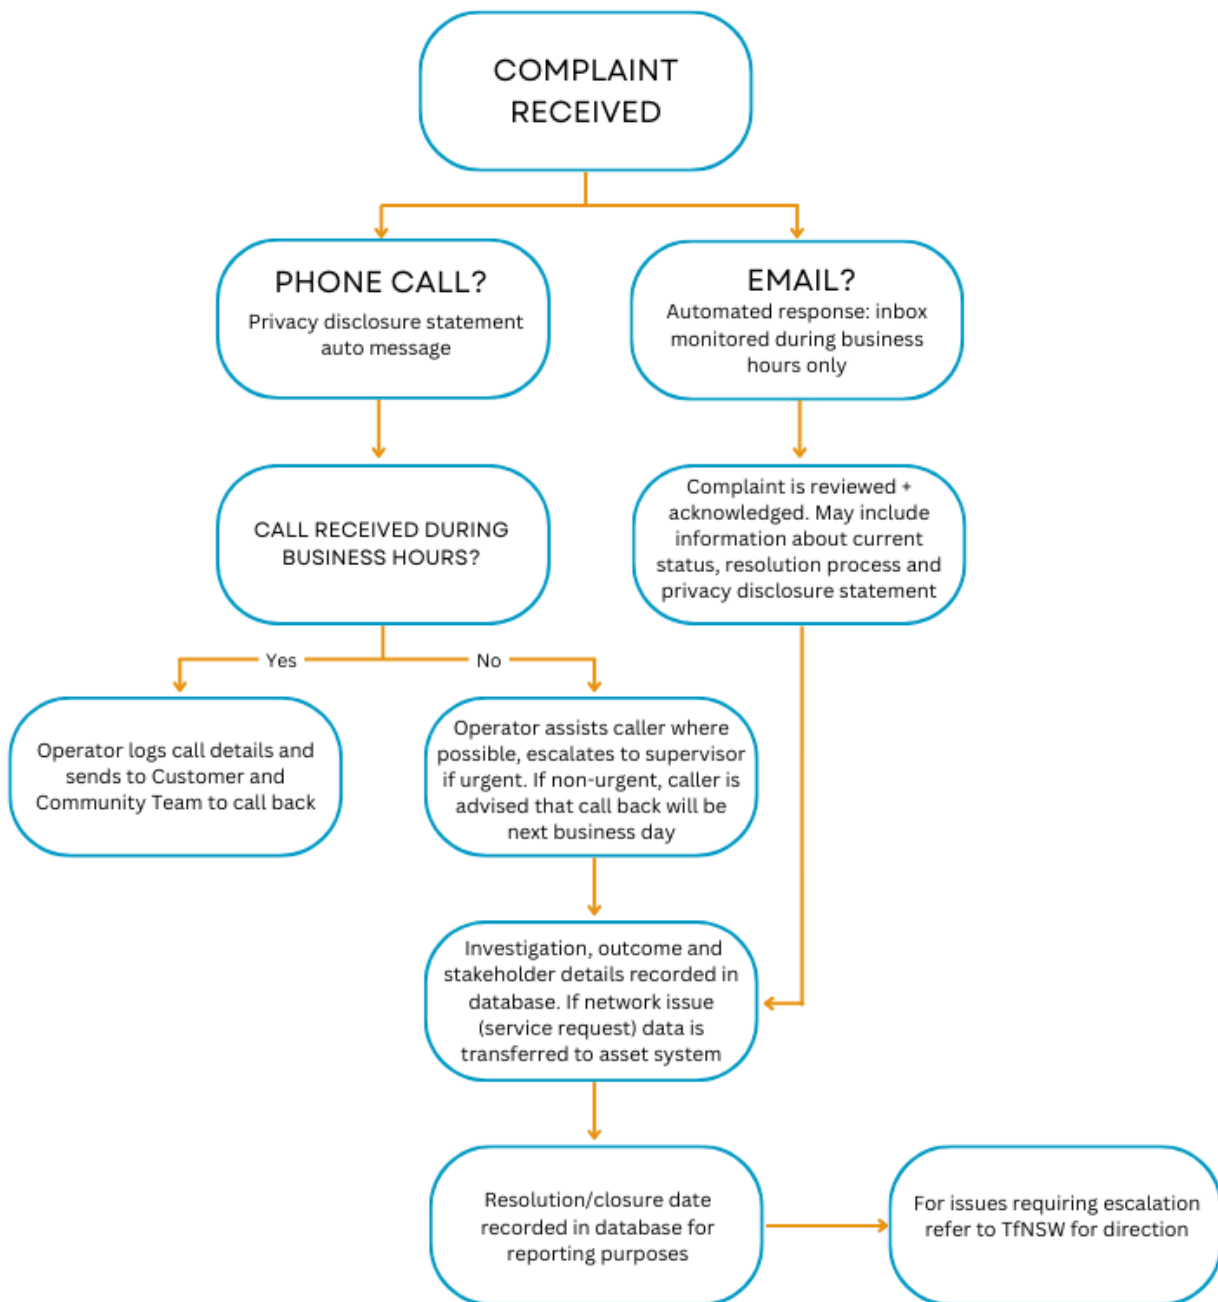 COMPLAINT
RECEIVED
PHONE CALL?
Privacy disclosure statement
auto message
EMAIL?
Automated response: inbox
monitored during business
hours only
CALL RECEIVED DURING
BUSINESS HOURS?
Complaint is reviewed +
acknowledged. May include
information about current
status, resolution process and
privacy disclosure statement
Yes
No
Operator logs call details and
sends to Customer and
Community Team to call back
Operator assists caller where
possible, escalates to supervisor
if urgent. If non-urgent, caller is
advised that call back will be
next business day
Investigation, outcome and
stakeholder details recorded in
database. If network issue
(service request) data is
transferred to asset system
Resolution/closure date
recorded in database for
reporting purposes
For issues requiring escalation
refer to TfNSW for direction